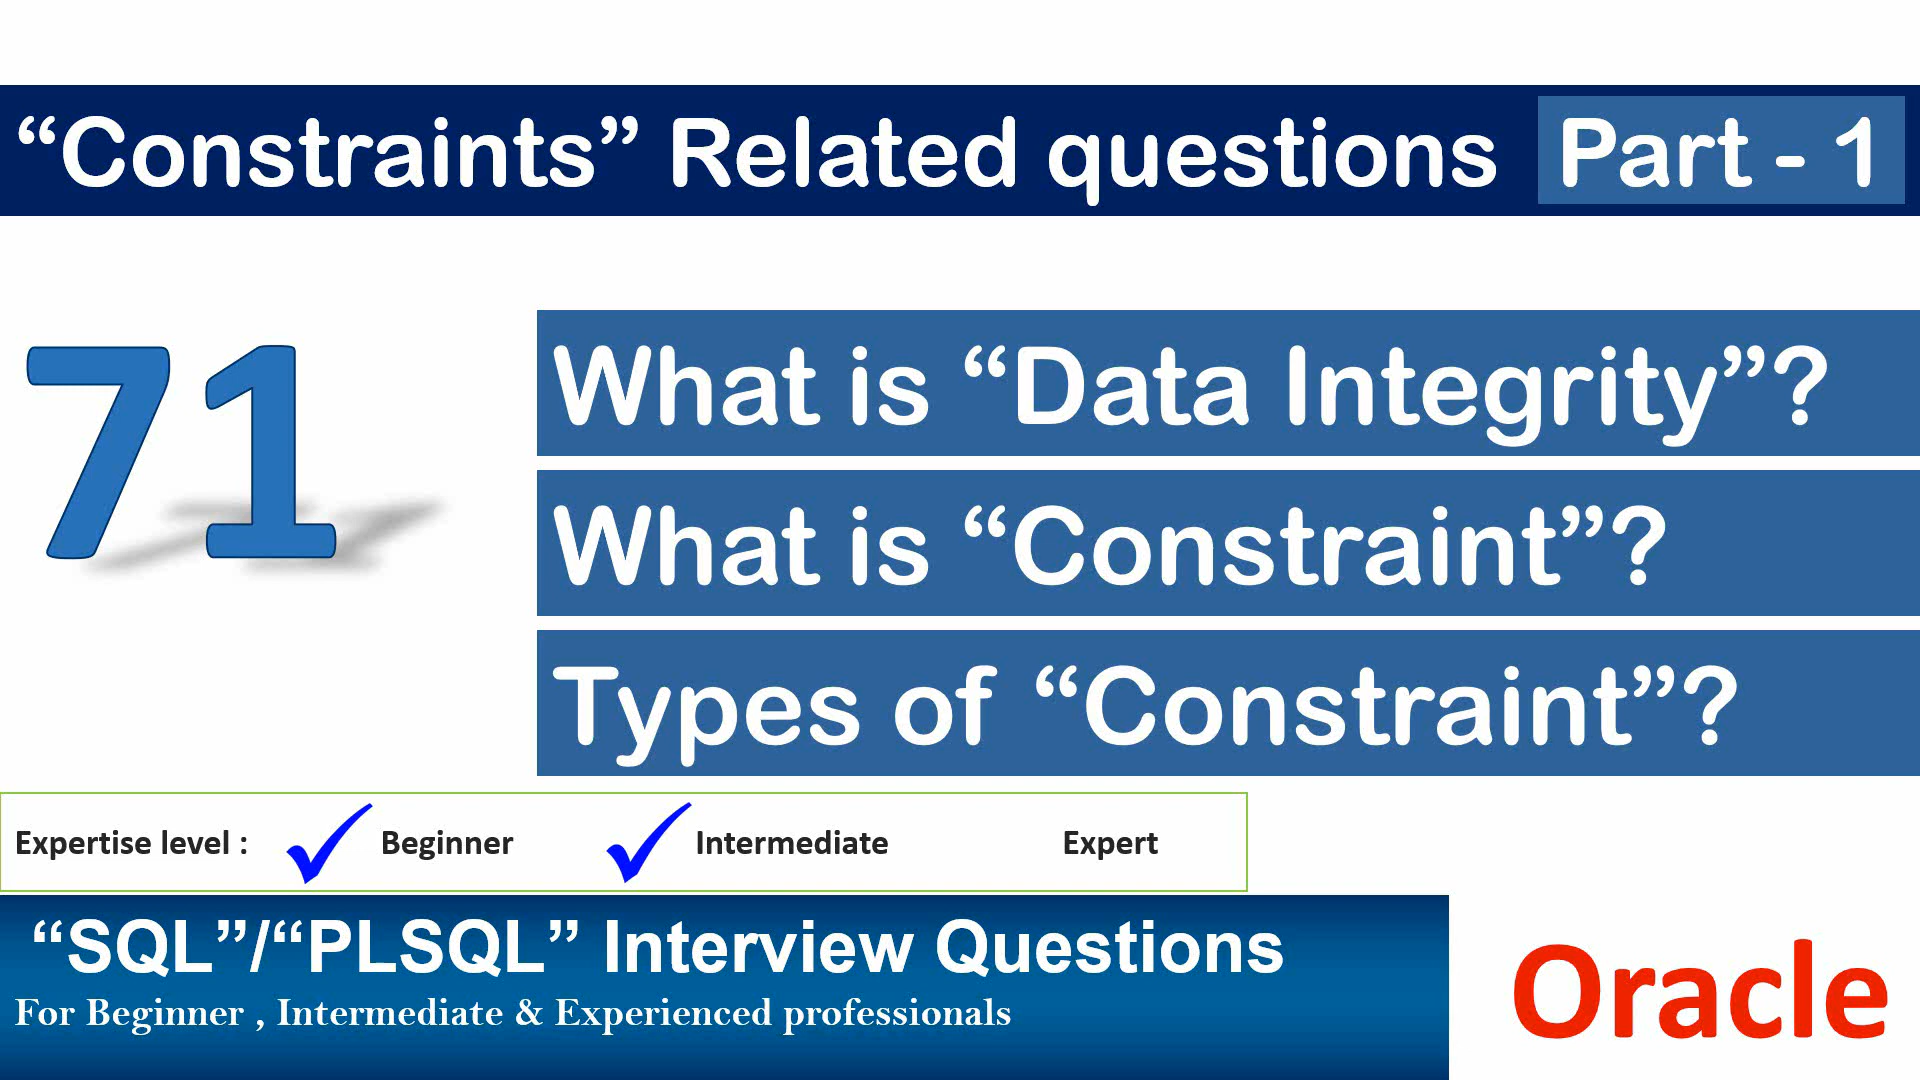 “Constraints” Related questions Part - 1
71
What is “Data Integrity”?
What is “Constraint”?
Types of “Constraint”?
Expertise level : Beginner Intermediate Expert
“SQL”/“PLSQL” Interview Questions
For Beginner , Intermediate & Experienced professionals
Oracle